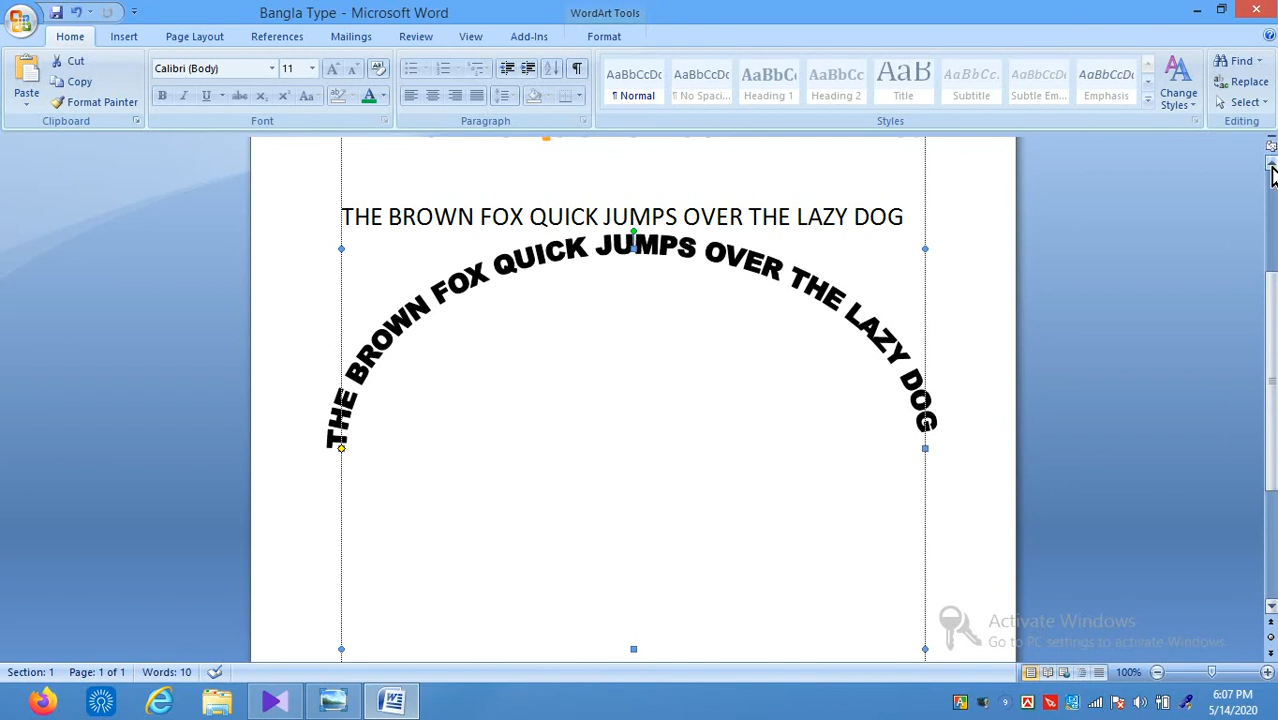 Bangla Type - Microsoft Word
WordArt Tools
Home Insert Page Layout References Mailings Review View Add-Ins Format
Paste
Cut
Copy
Format Painter
Clipboard
Calibri (Body) 11
Font
Paragraph
AaBbCcDc AaBbCcDc AaBbC AaBbCc AaB AaBbCc. AaBbCcDc AaBbCcDc
¶ Normal ¶ No Spaci... Heading 1 Heading 2 Title Subtitle Subtle Em... Emphasis
Change Styles
Styles
Find
Replace
Select
Editing
THE BROWN FOX QUICK JUMPS OVER THE LAZY DOG
THE BROWN FOX QUICK JUMPS OVER THE LAZY DOG
Activate Windows
Go to PC settings to activate Windows.
Section: 1 Page: 1 of 1 Words: 10
100%
6:07 PM
5/14/2020